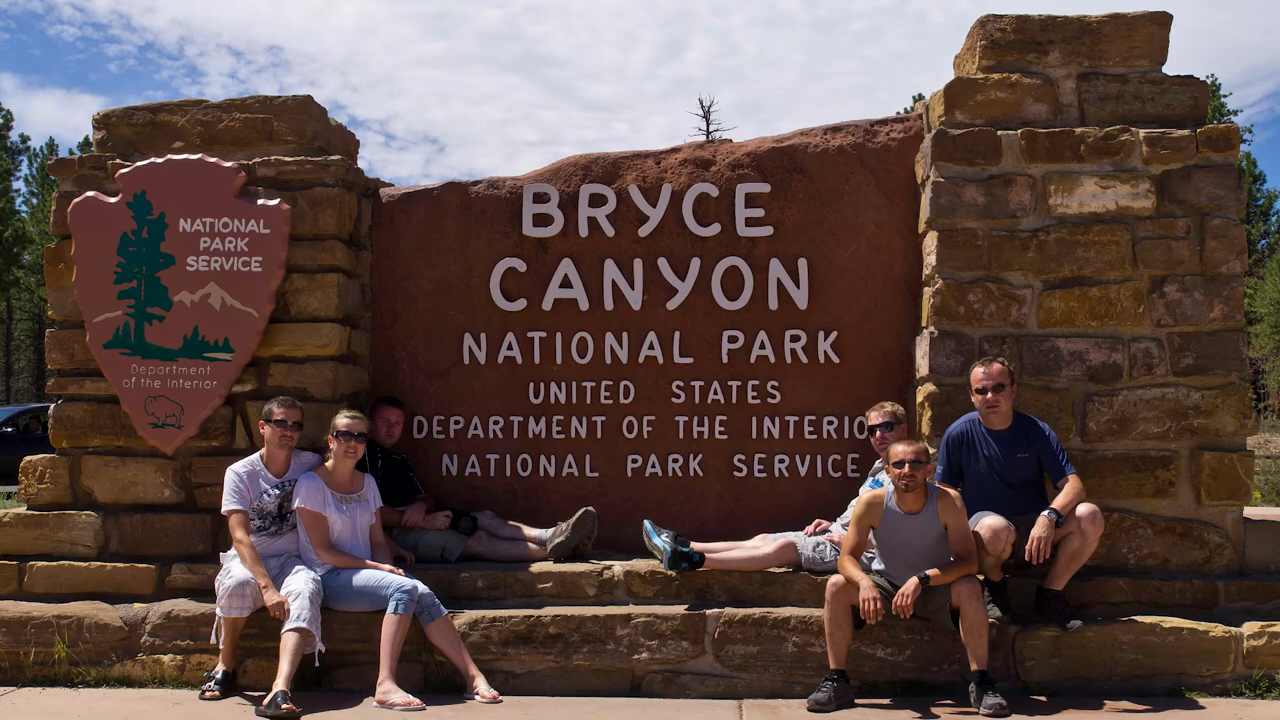 NATIONAL
PARK
SERVICE
Department
of the Interior
BRYCE
CANYON
NATIONAL PARK
UNITED STATES
DEPARTMENT OF THE INTERIO
NATIONAL PARK SERVICE